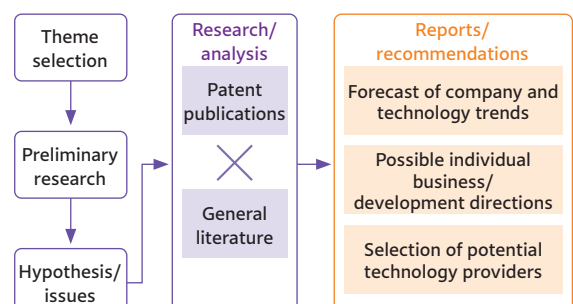 Theme
selection
Preliminary
research
Hypothesis/
issues
Research/
analysis
Patent
publications
General
literature
Reports/
recommendations
Forecast of company and
technology trends
Possible individual
business/
development directions
Selection of potential
technology providers